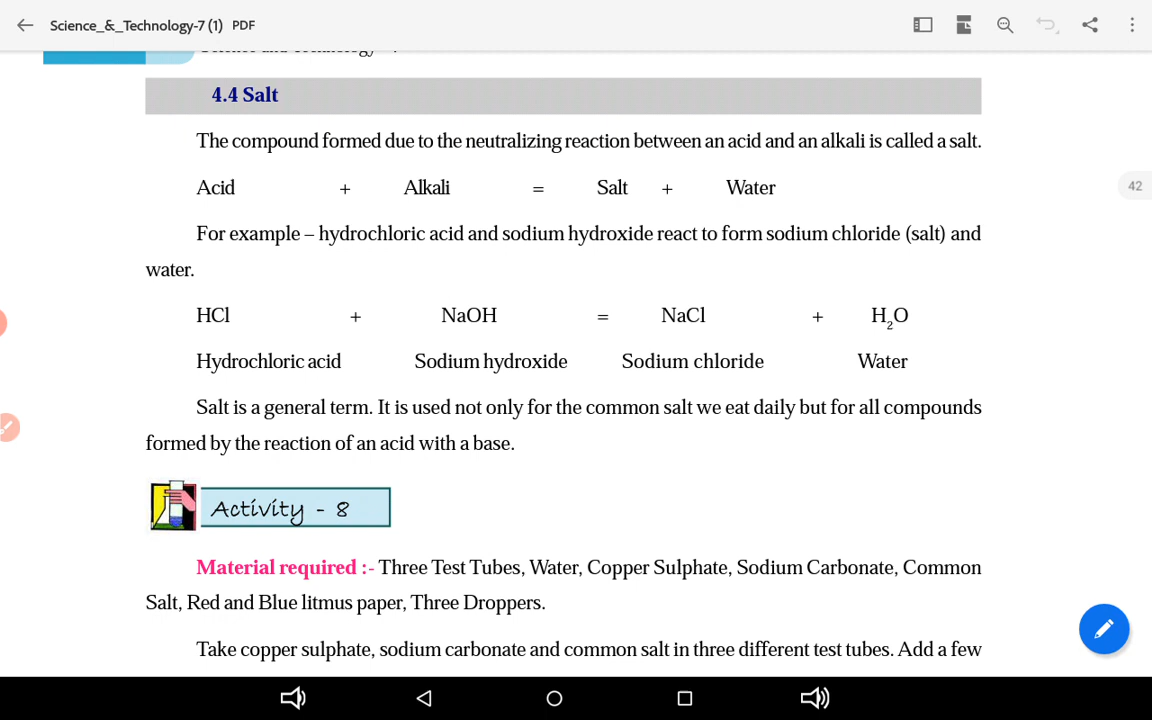 Science_&_Technology-7 (1) PDF
4.4 Salt
42
The compound formed due to the neutralizing reaction between an acid and an alkali is called a salt.
Acid + Alkali = Salt + Water
For example – hydrochloric acid and sodium hydroxide react to form sodium chloride (salt) and
water.
HCl + NaOH = NaCl + H₂O
Hydrochloric acid Sodium hydroxide Sodium chloride Water
Salt is a general term. It is used not only for the common salt we eat daily but for all compounds
formed by the reaction of an acid with a base.
Activity - 8
Material required :- Three Test Tubes, Water, Copper Sulphate, Sodium Carbonate, Common
Salt, Red and Blue litmus paper, Three Droppers.
Take copper sulphate, sodium carbonate and common salt in three different test tubes. Add a few